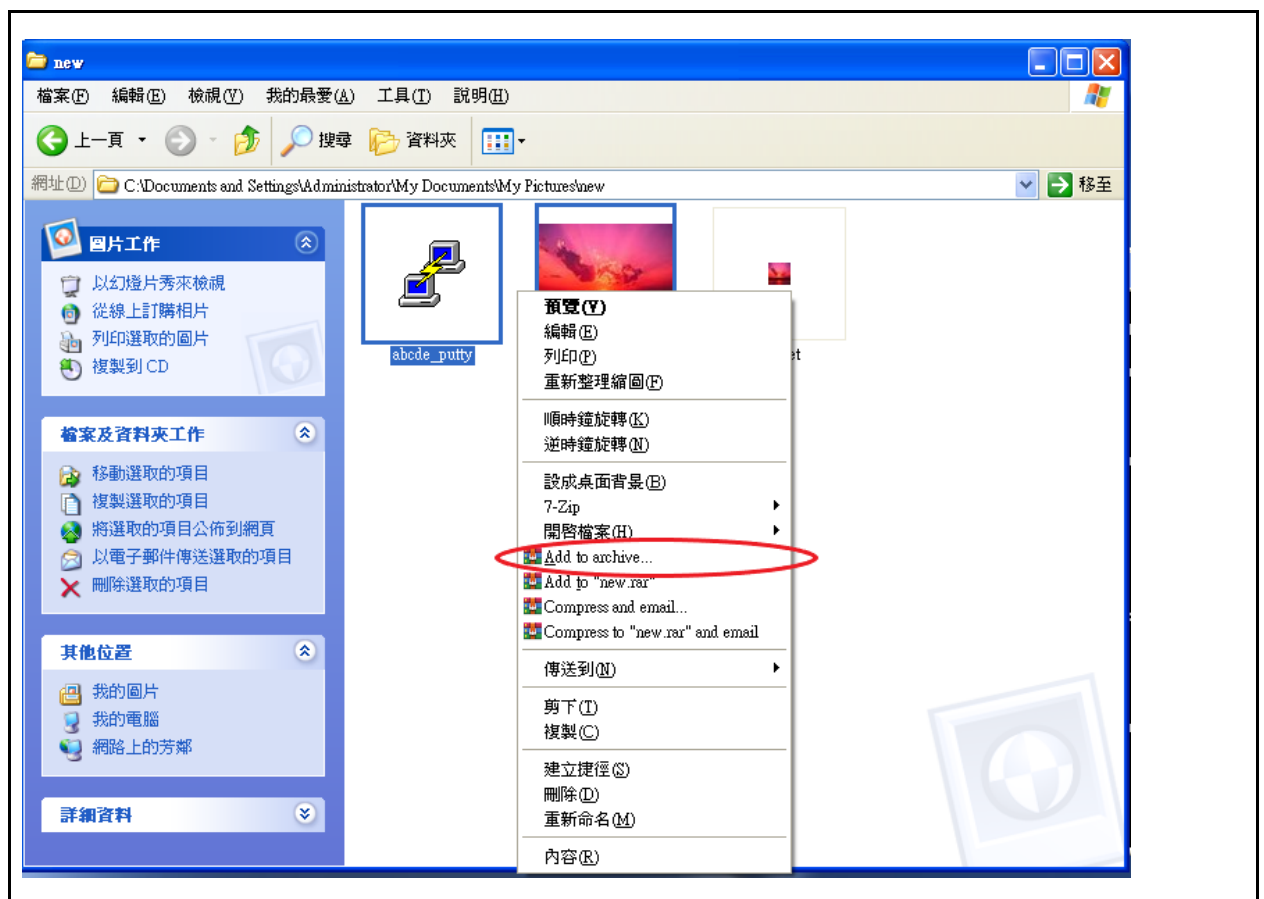 new
檔案(F) 編輯(E) 檢視(V) 我的最愛(A) 工具(T) 說明(H)
上一頁 搜尋 資料夾
網址(D) C:\Documents and Settings\Administrator\My Documents\My Pictures\new 移至
圖片工作
以幻燈片秀來檢視
從線上訂購相片
列印選取的圖片
複製到 CD
檔案及資料夾工作
移動選取的項目
複製選取的項目
將選取的項目公佈到網頁
以電子郵件傳送選取的項目
刪除選取的項目
其他位置
我的圖片
我的電腦
網路上的芳鄰
詳細資料
abcde_putty
預覽(V)
編輯(E)
列印(P)
重新整理縮圖(F)
順時鐘旋轉(K)
逆時鐘旋轉(N)
設成桌面背景(B)
7-Zip
開啓檔案(H)
Add to archive...
Add to "new.rar"
Compress and email...
Compress to "new.rar" and email
傳送到(N)
剪下(T)
複製(C)
建立捷徑(S)
刪除(D)
重新命名(M)
內容(R)